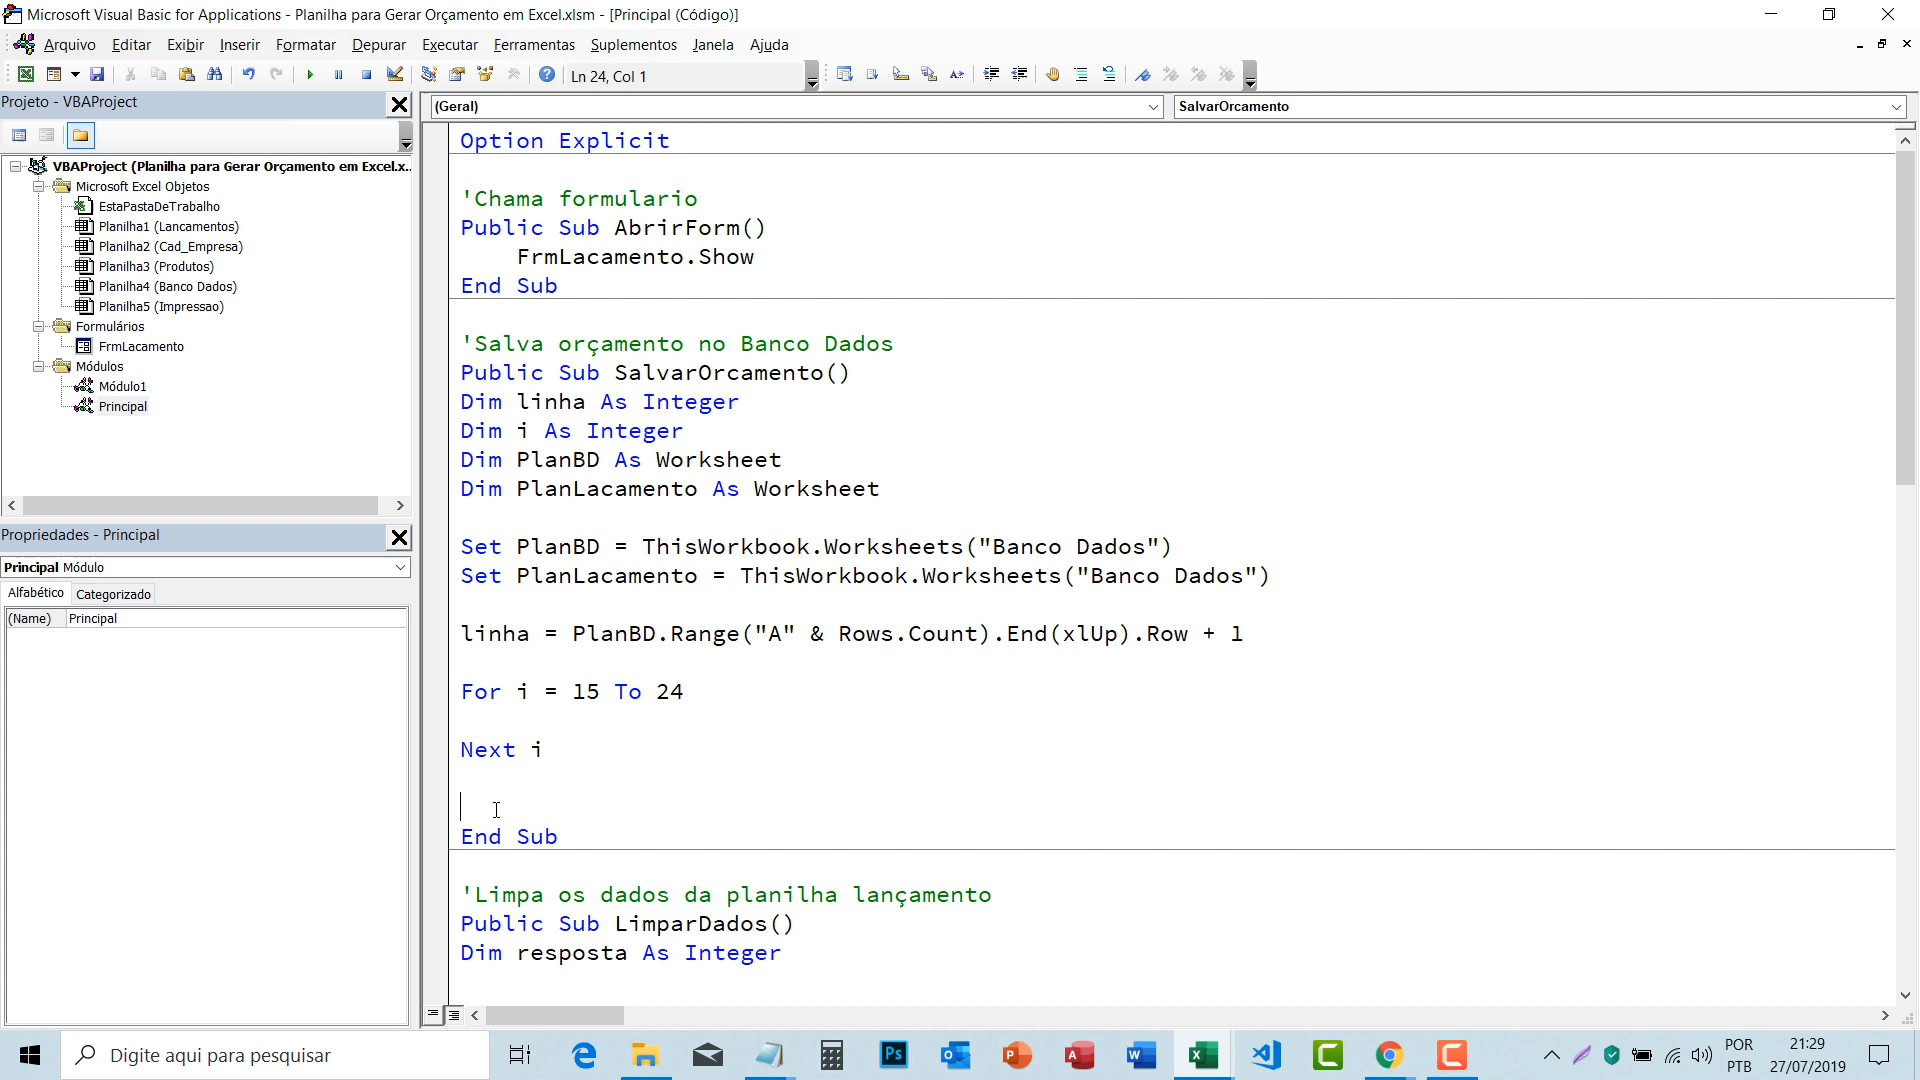 Microsoft Visual Basic for Applications - Planilha para Gerar Orçamento em Excel.xlsm - [Principal (Código)]
Arquivo Editar Exibir Inserir Formatar Depurar Executar Ferramentas Suplementos Janela Ajuda
Ln 24, Col 1
Projeto - VBAProject
VBAProject (Planilha para Gerar Orçamento em Excel.x...
Microsoft Excel Objetos
EstaPastaDeTrabalho
Planilha1 (Lancamentos)
Planilha2 (Cad_Empresa)
Planilha3 (Produtos)
Planilha4 (Banco Dados)
Planilha5 (Impressao)
Formulários
FrmLacamento
Módulos
Módulo1
Principal
Propriedades - Principal
Principal Módulo
Alfabético Categorizado
(Name) Principal
(Geral) SalvarOrcamento
Option Explicit
'Chama formulario
Public Sub AbrirForm()
FrmLacamento.Show
End Sub
'Salva orçamento no Banco Dados
Public Sub SalvarOrcamento()
Dim linha As Integer
Dim i As Integer
Dim PlanBD As Worksheet
Dim PlanLacamento As Worksheet
Set PlanBD = ThisWorkbook.Worksheets("Banco Dados")
Set PlanLacamento = ThisWorkbook.Worksheets("Banco Dados")
linha = PlanBD.Range("A" & Rows.Count).End(xlUp).Row + 1
For i = 15 To 24
Next i
End Sub
'Limpa os dados da planilha lançamento
Public Sub LimparDados()
Dim resposta As Integer
Digite aqui para pesquisar
POR
PTB
21:29
27/07/2019